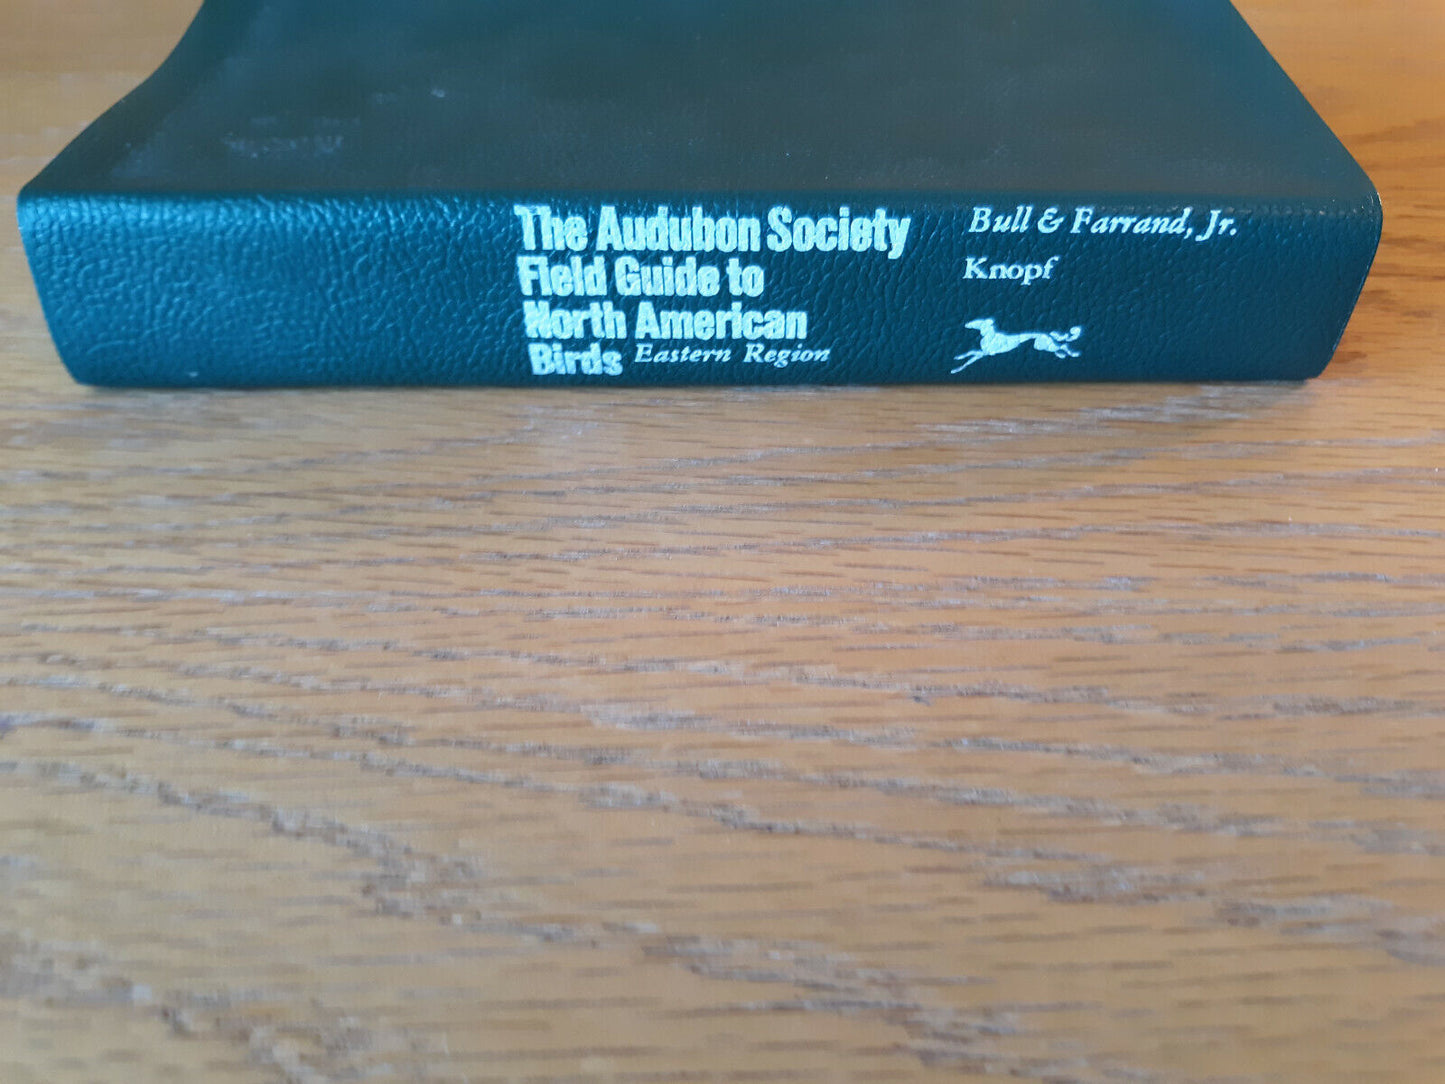 The Audubon Society
Field Guide to
North American
Birds Eastern Region
Bull & Farrand, Jr.
Knopf